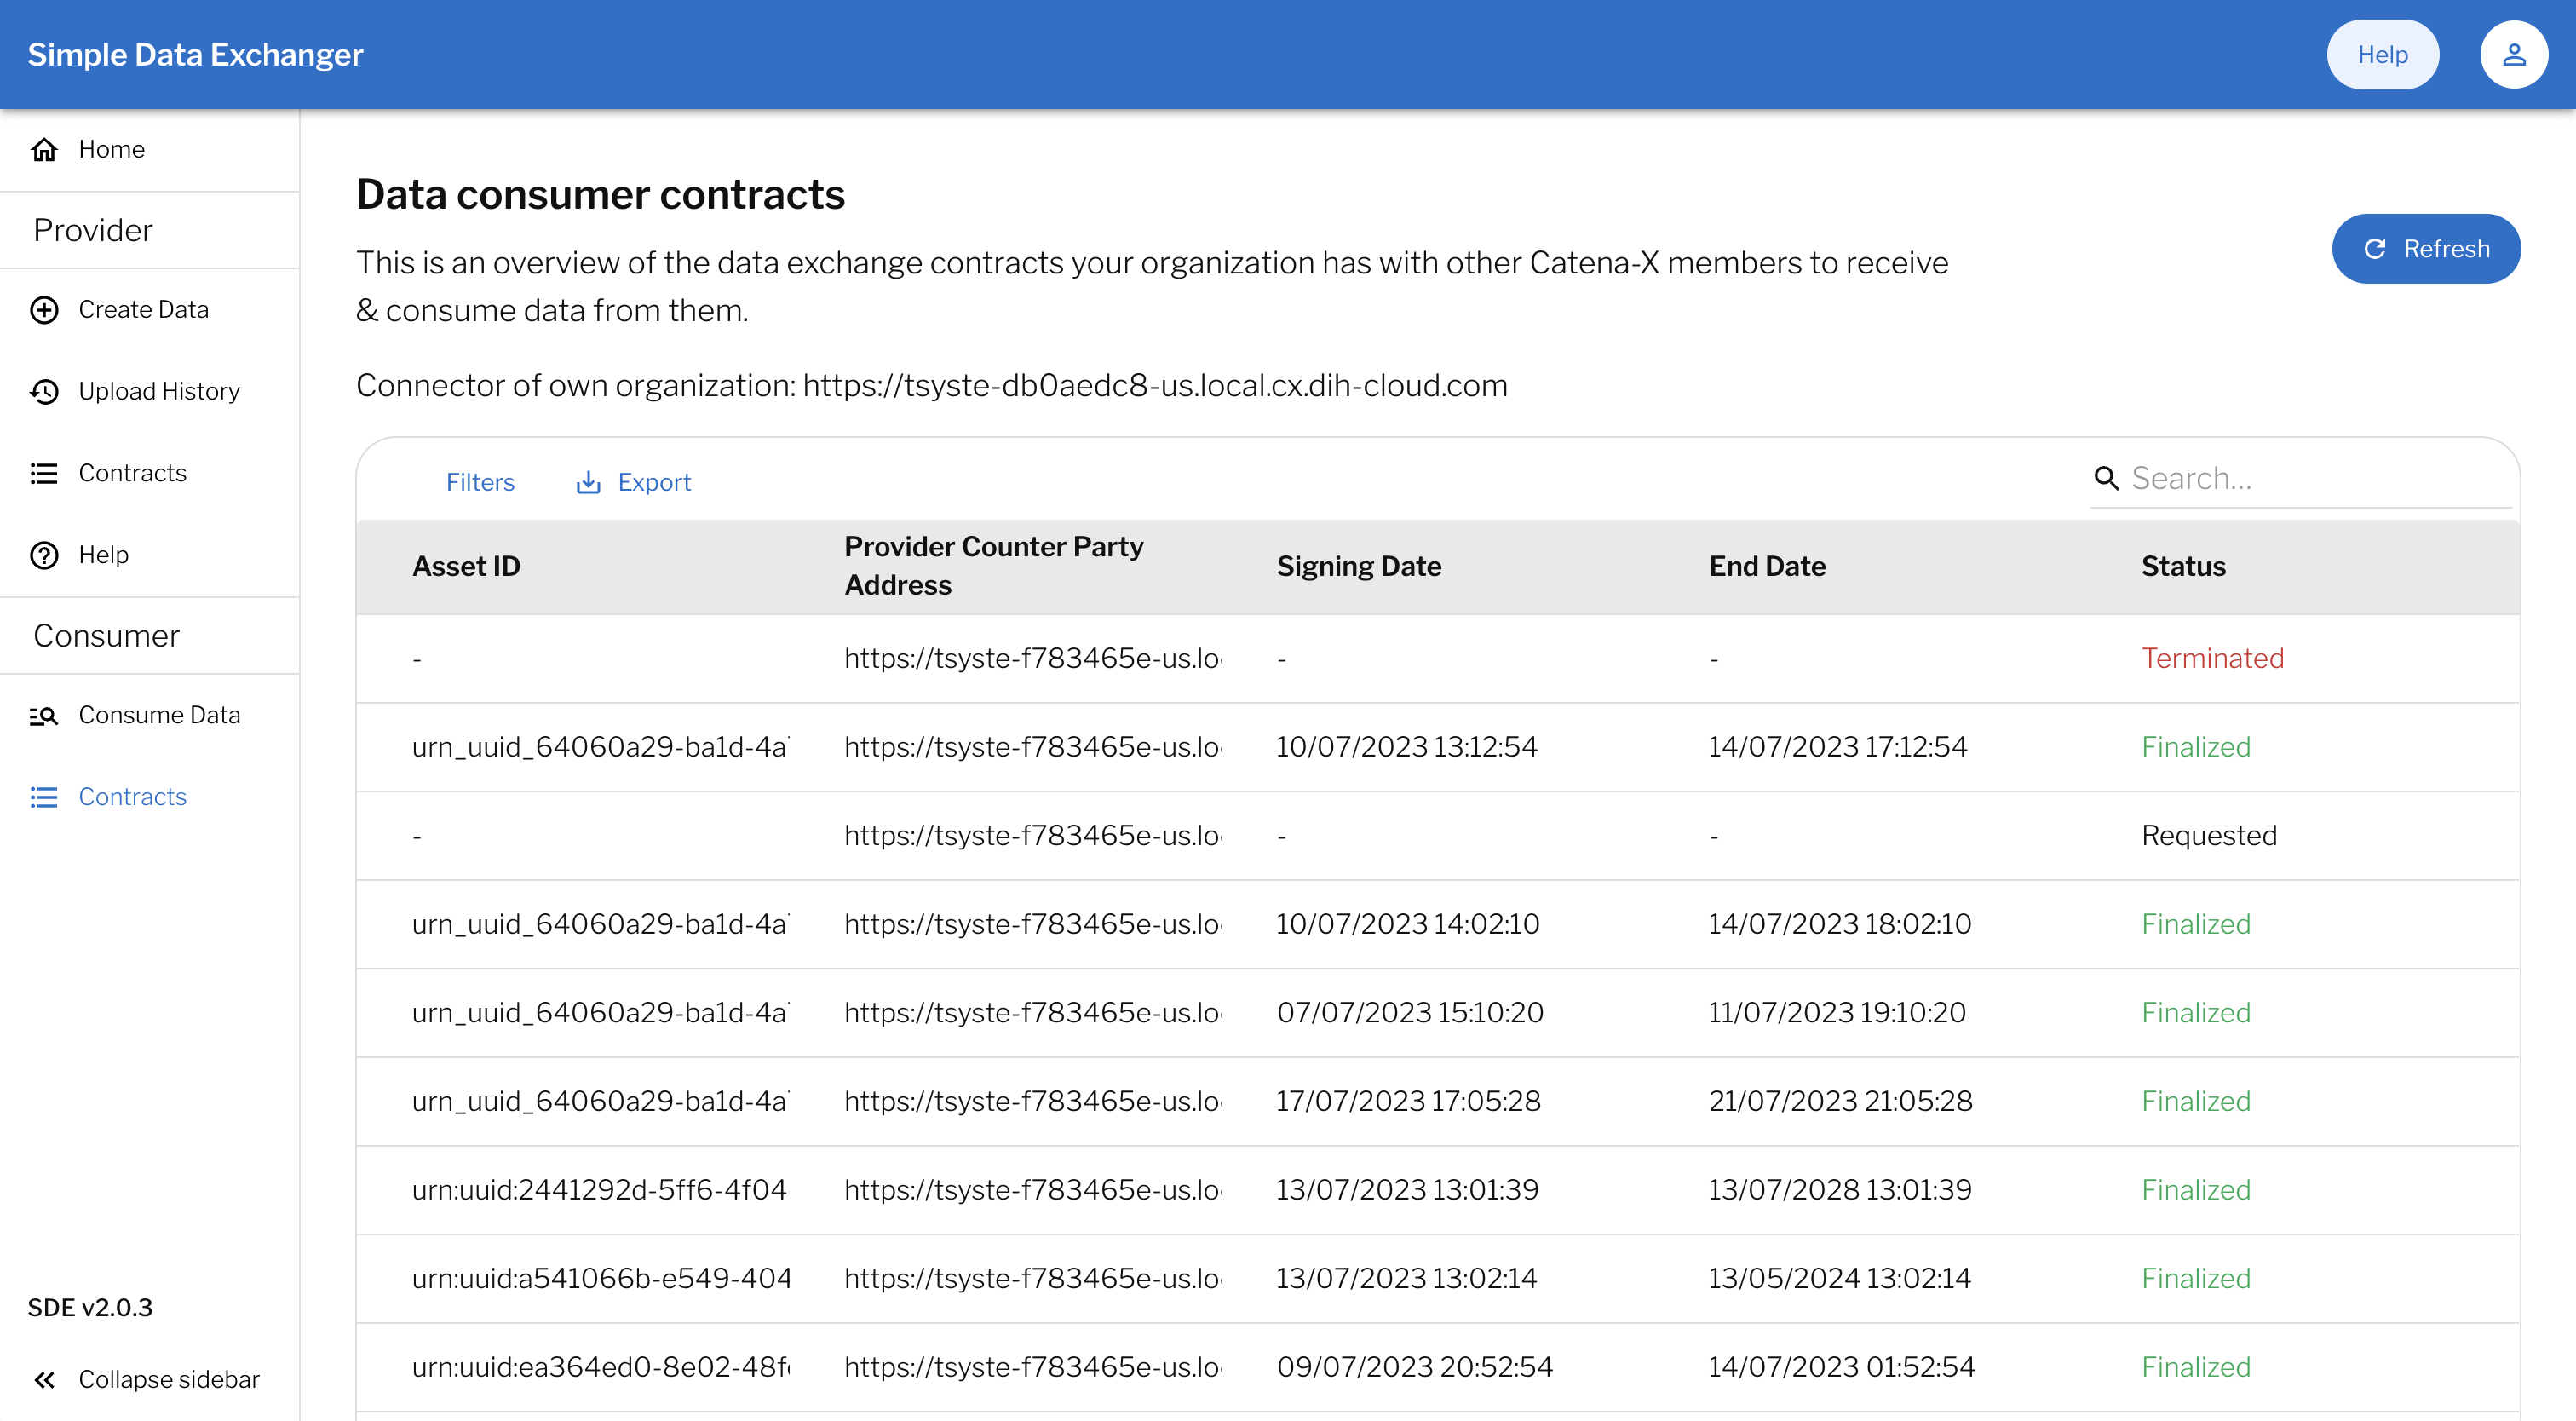 Simple Data Exchanger
Help
Home
Provider
Create Data
Upload History
Contracts
Help
Consumer
Consume Data
Contracts
SDE v2.0.3
Collapse sidebar
Data consumer contracts
This is an overview of the data exchange contracts your organization has with other Catena-X members to receive
& consume data from them.
Refresh
Connector of own organization: https://tsyste-db0aedc8-us.local.cx.dih-cloud.com
Filters Export Search...
Asset ID Provider Counter Party Address Signing Date End Date Status
- https://tsyste-f783465e-us.lo - - Terminated
urn_uuid_64060a29-ba1d-4a https://tsyste-f783465e-us.lo 10/07/2023 13:12:54 14/07/2023 17:12:54 Finalized
- https://tsyste-f783465e-us.lo - - Requested
urn_uuid_64060a29-ba1d-4a https://tsyste-f783465e-us.lo 10/07/2023 14:02:10 14/07/2023 18:02:10 Finalized
urn_uuid_64060a29-ba1d-4a https://tsyste-f783465e-us.lo 07/07/2023 15:10:20 11/07/2023 19:10:20 Finalized
urn_uuid_64060a29-ba1d-4a https://tsyste-f783465e-us.lo 17/07/2023 17:05:28 21/07/2023 21:05:28 Finalized
urn:uuid:2441292d-5ff6-4f04 https://tsyste-f783465e-us.lo 13/07/2023 13:01:39 13/07/2028 13:01:39 Finalized
urn:uuid:a541066b-e549-404 https://tsyste-f783465e-us.lo 13/07/2023 13:02:14 13/05/2024 13:02:14 Finalized
urn:uuid:ea364ed0-8e02-48f https://tsyste-f783465e-us.lo 09/07/2023 20:52:54 14/07/2023 01:52:54 Finalized